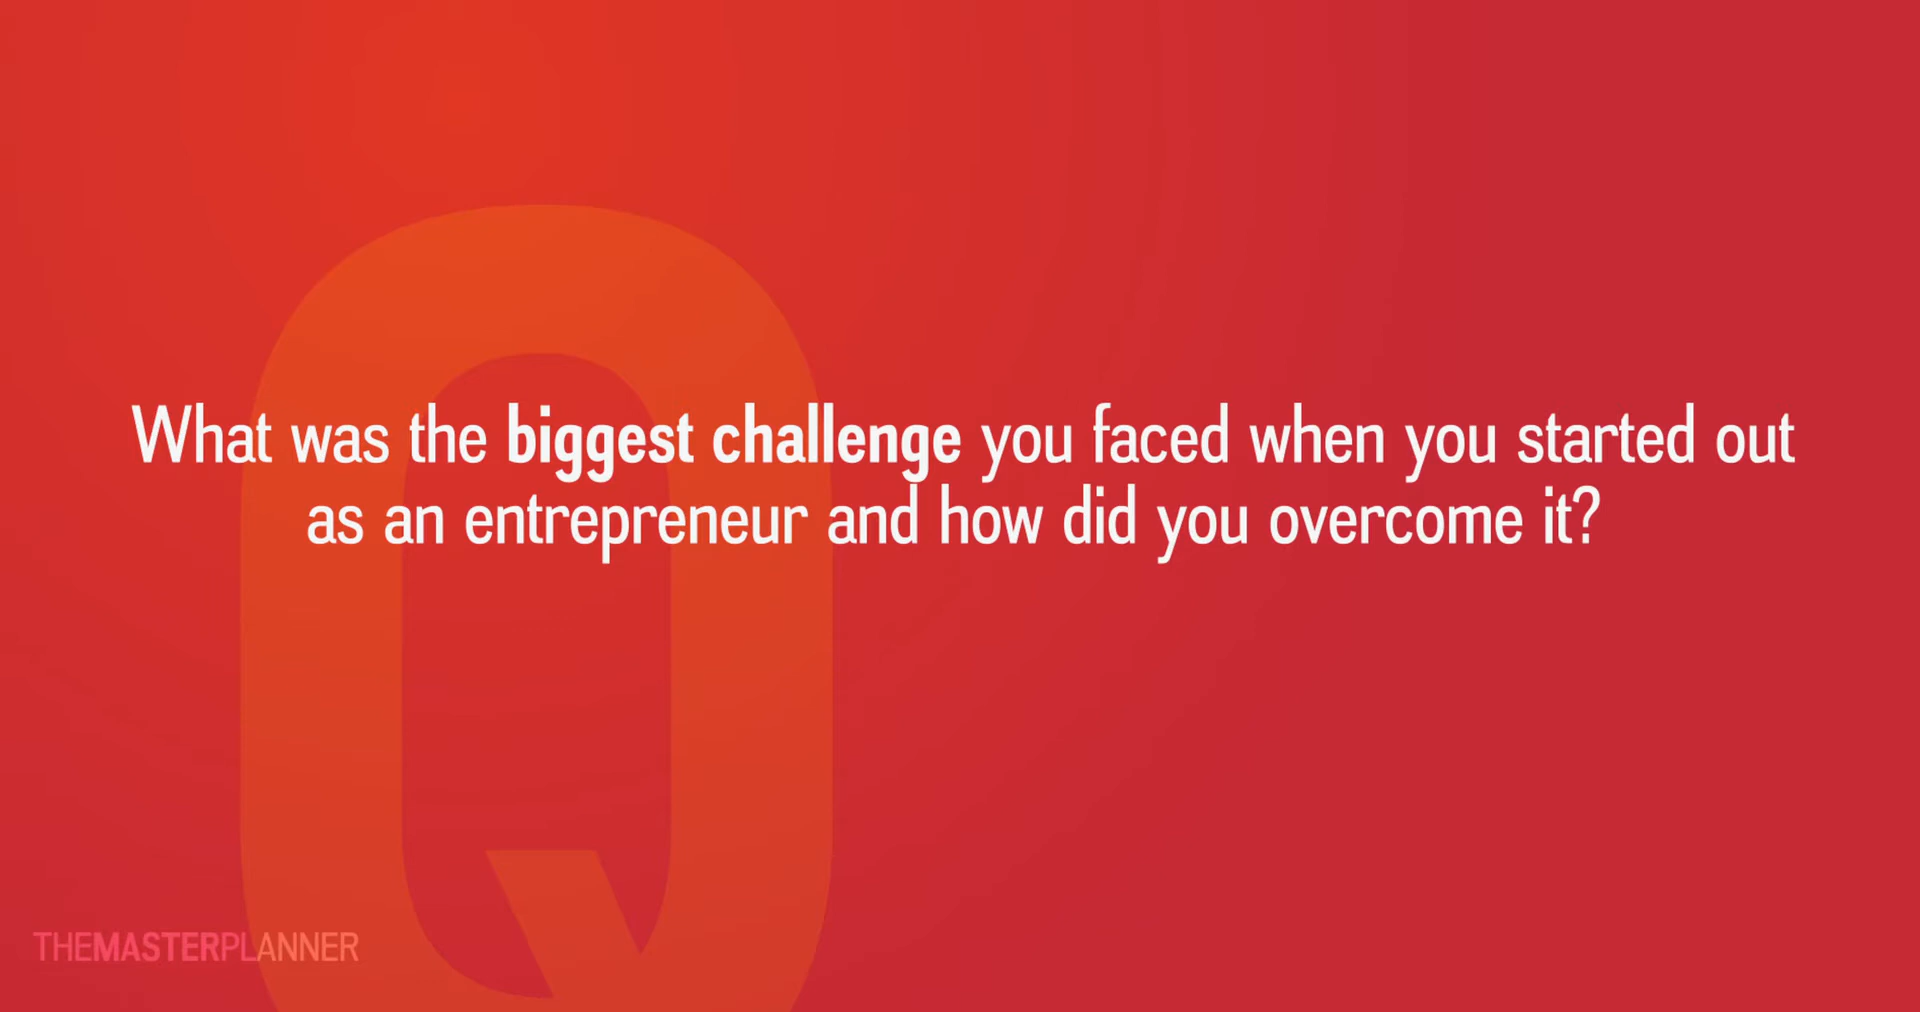 What was the biggest challenge you faced when you started out
as an entrepreneur and how did you overcome it?
Q
THEMASTERPLANNER